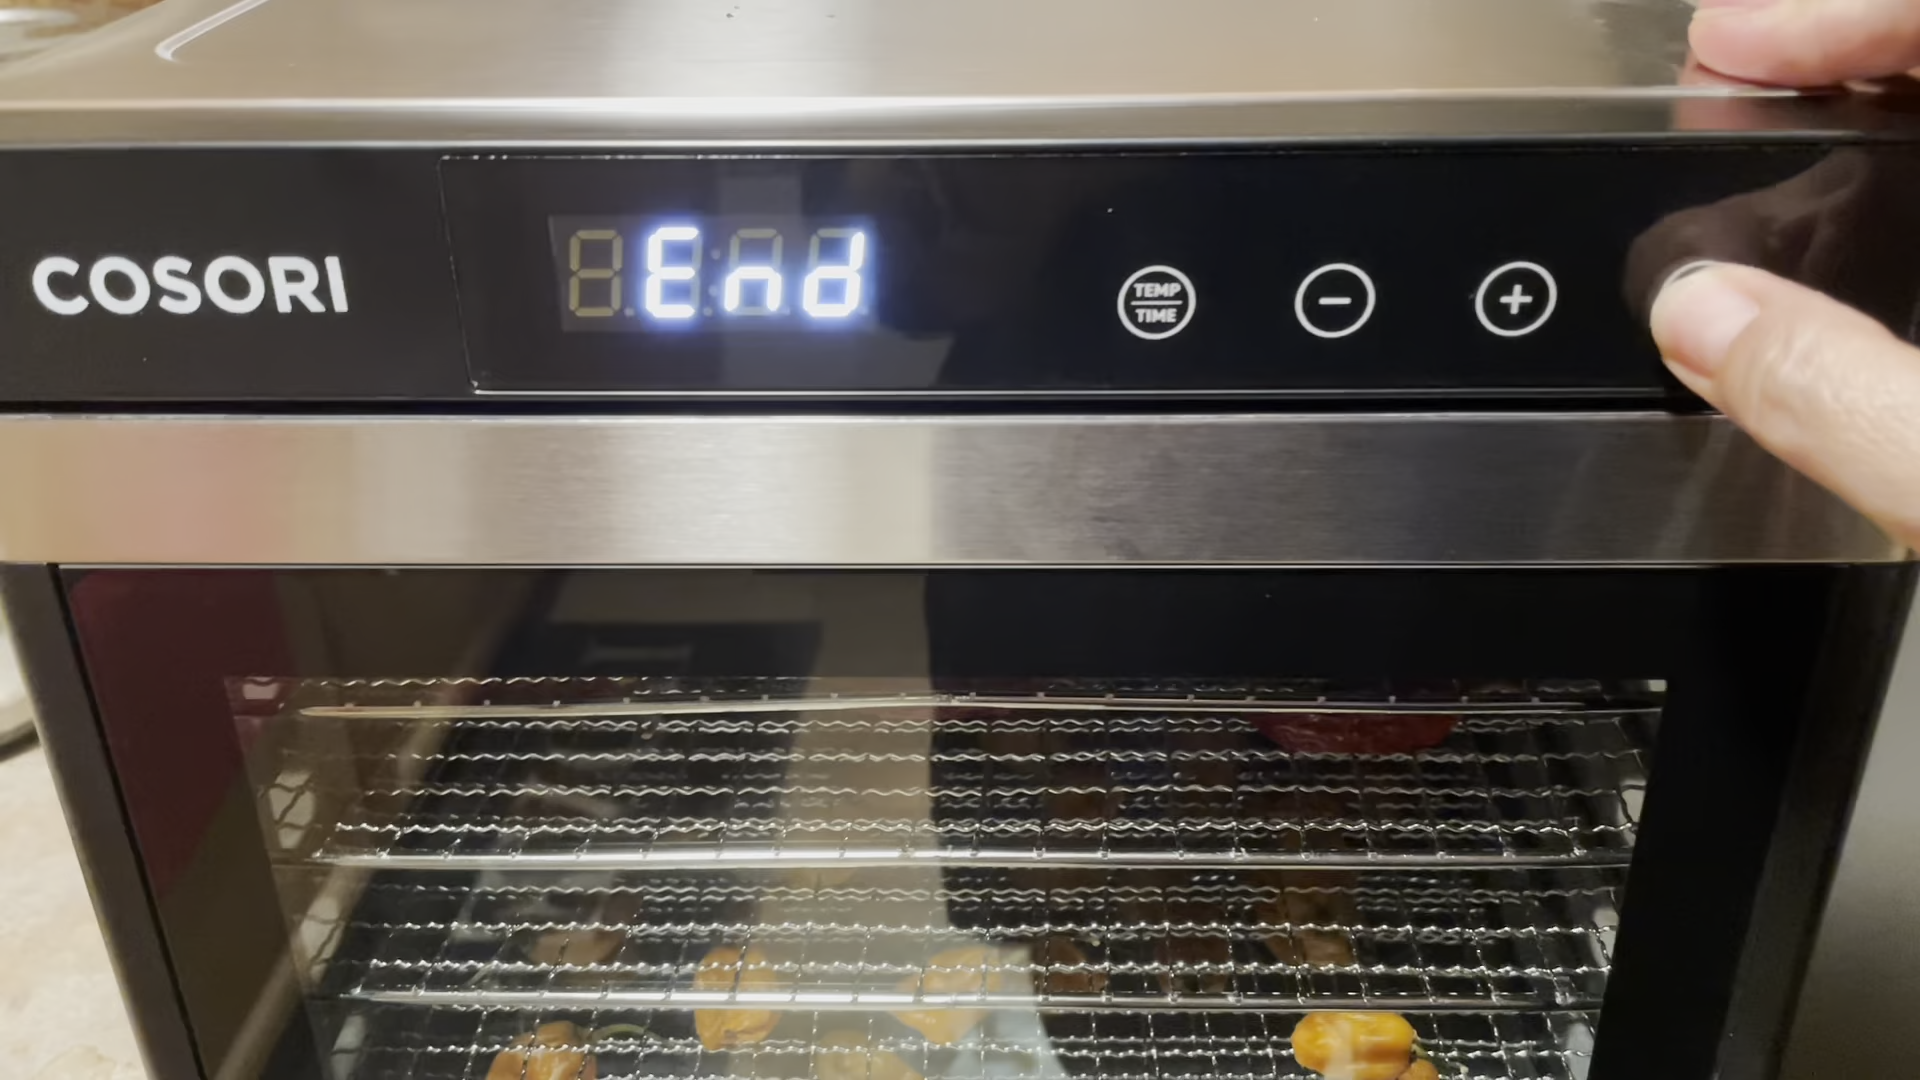 COSORI
End
TEMP
TIME
−
+